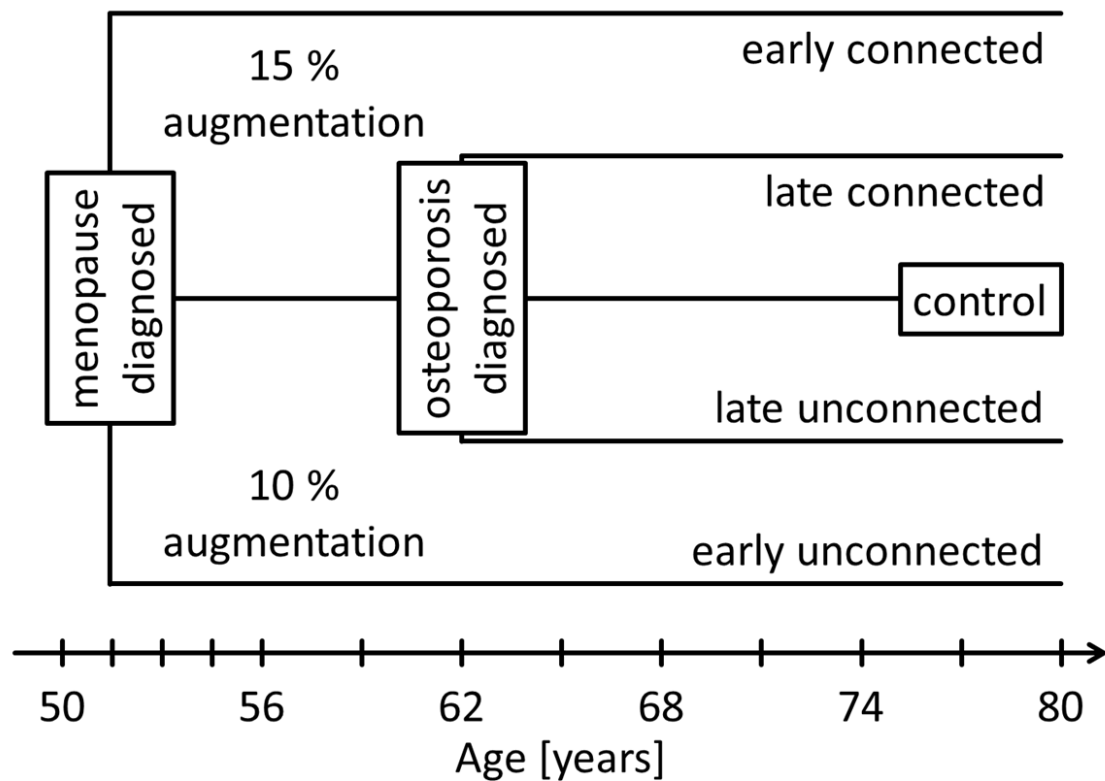 early connected
15 %
augmentation
late connected
menopause
diagnosed
osteoporosis
diagnosed
control
late unconnected
10 %
augmentation
early unconnected
50 56 62 68 74 80
Age [years]